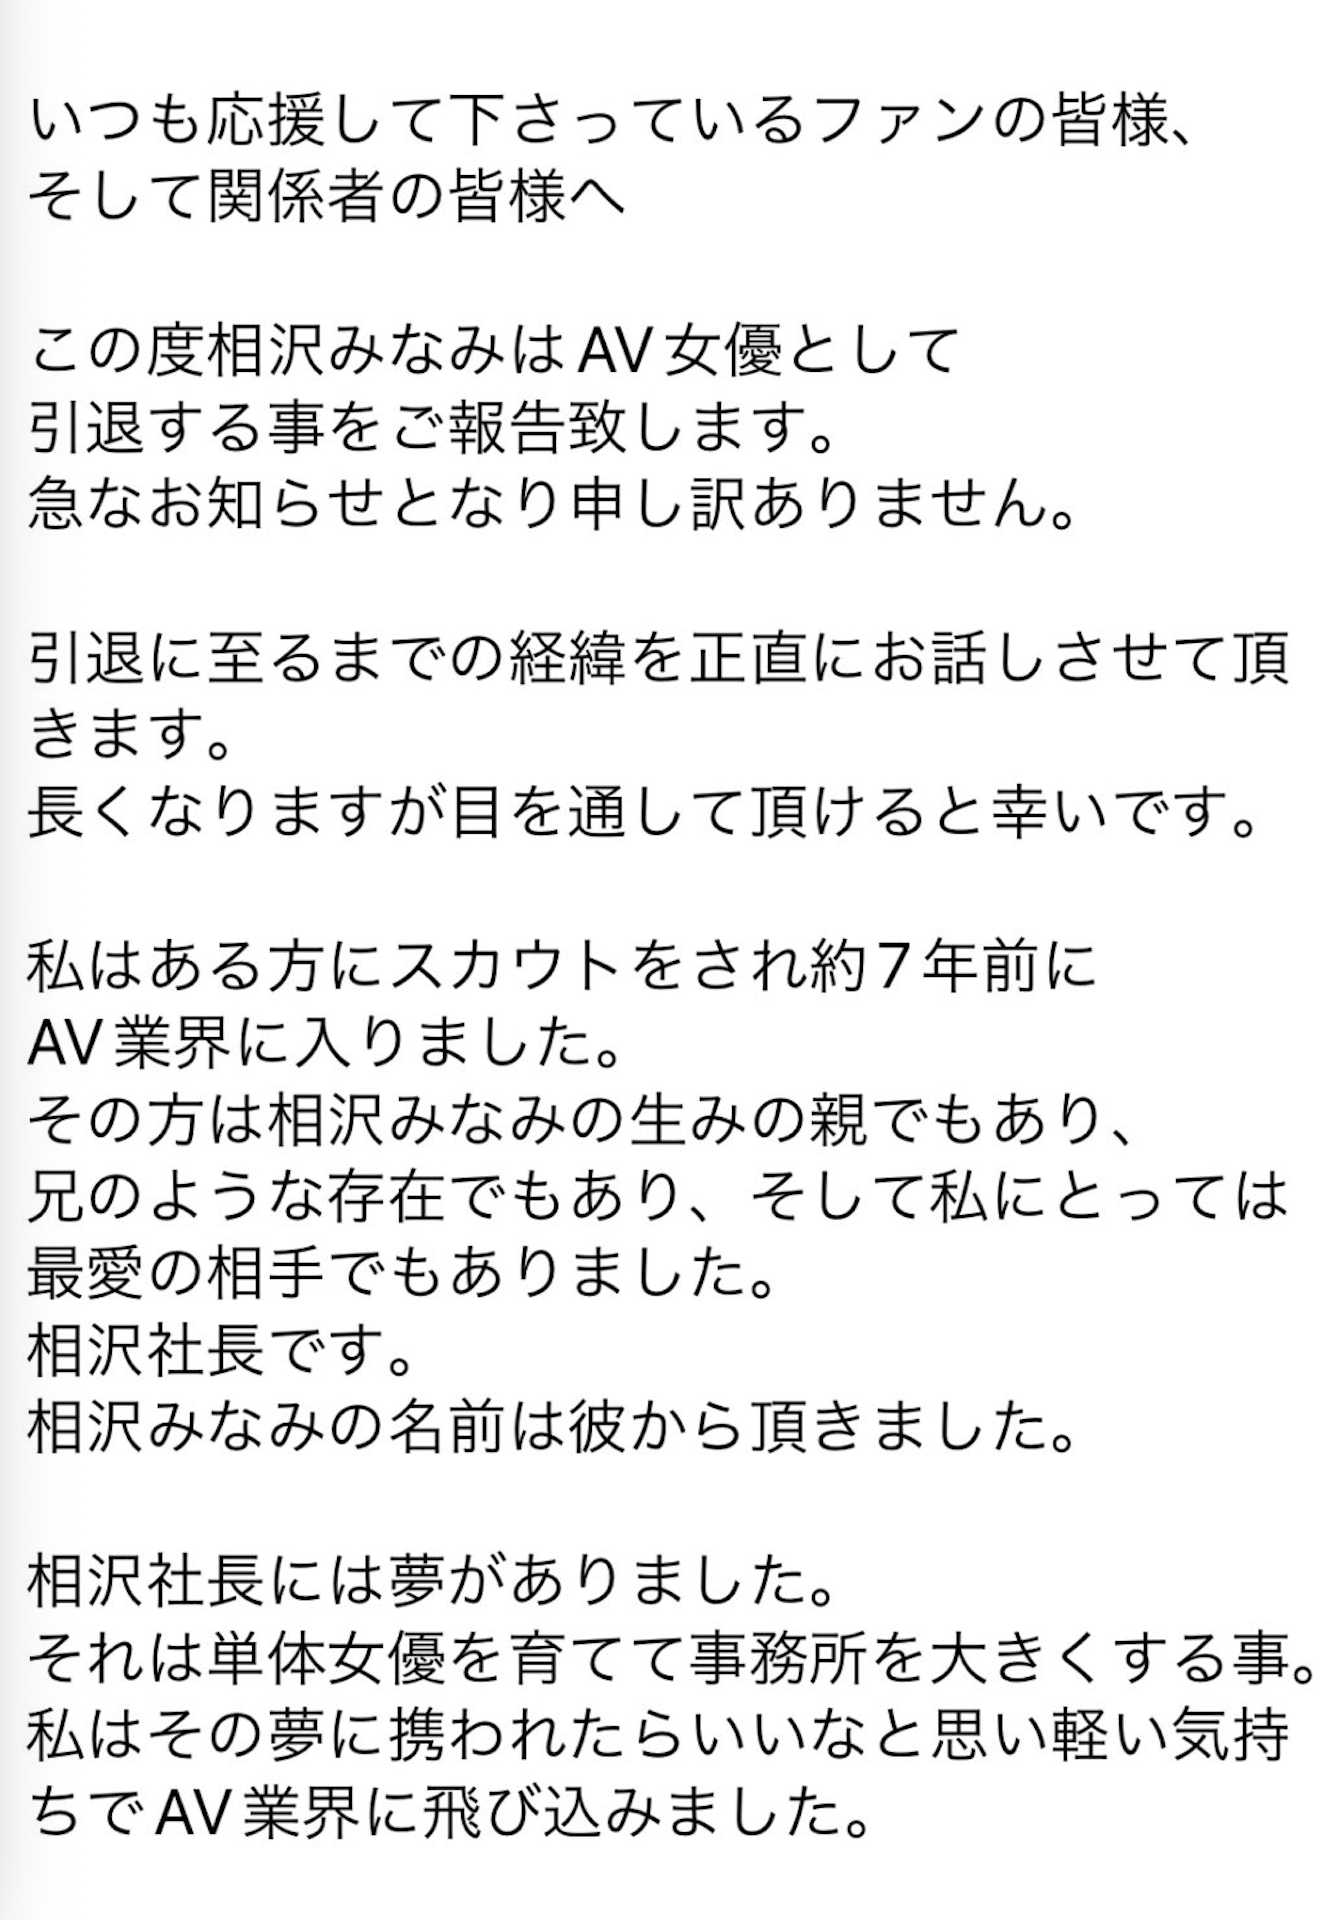 いつも応援して下さっているファンの皆様、
そして関係者の皆様へ
この度相沢みなみはAV女優として
引退する事をご報告致します。
急なお知らせとなり申し訳ありません。
引退に至るまでの経緯を正直にお話しさせて頂
きます。
長くなりますが目を通して頂けると幸いです。
私はある方にスカウトをされ約7年前に
AV業界に入りました。
その方は相沢みなみの生みの親でもあり、
兄のような存在でもあり、そして私にとっては
最愛の相手でもありました。
相沢社長です。
相沢みなみの名前は彼から頂きました。
相沢社長には夢がありました。
それは単体女優を育てて事務所を大きくする事。
私はその夢に携われたらいいなと思い軽い気持
ちでAV業界に飛び込みました。